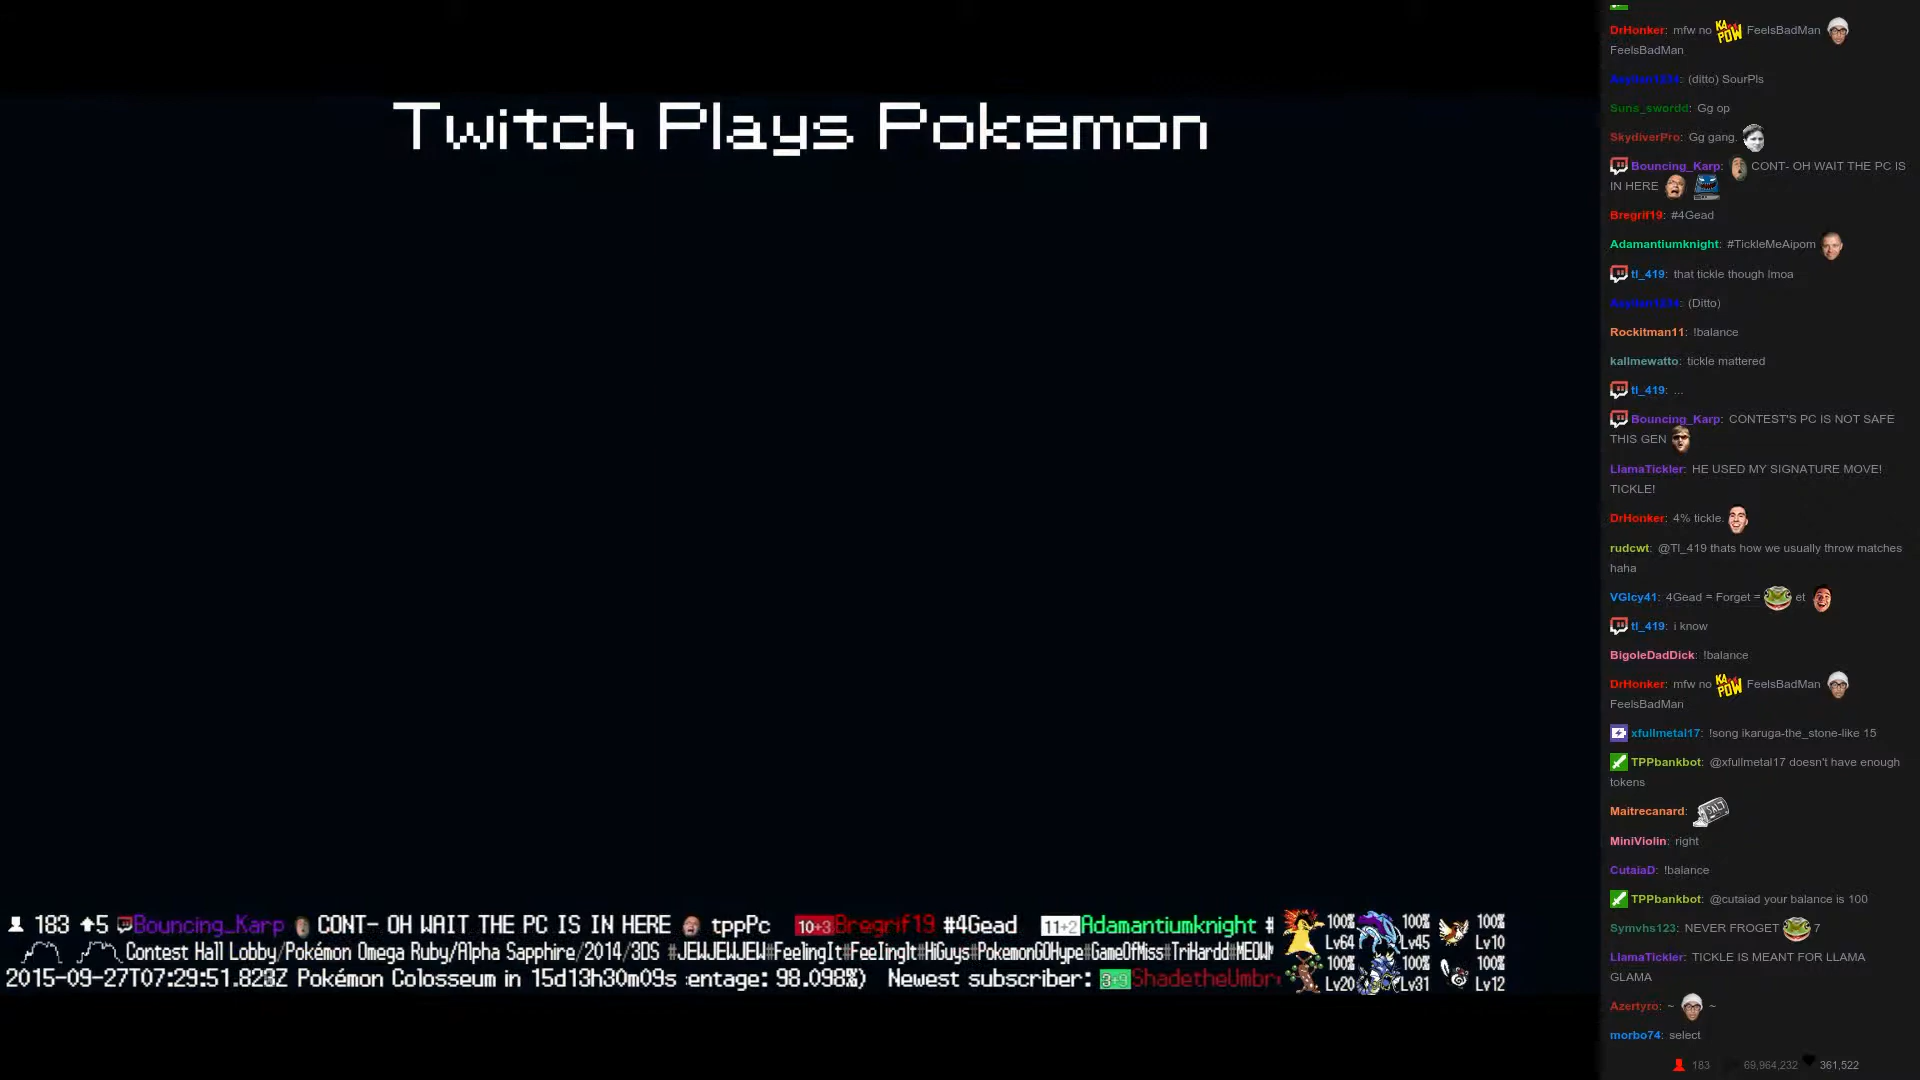 Twitch Plays Pokemon
183 5 Bouncing_Karp CONT- OH WAIT THE PC IS IN HERE tppPc 10+3 Bregrif19 #4Gead 11+2 Adamantiumknight #
Contest Hall Lobby/Pokémon Omega Ruby/Alpha Sapphire/2014/3DS #JEWJEWJEW#FeelingIt#FeelingIt#HiGuys#PokemonGOHype#GameOfMiss#TriHardd#MEOW
2015-09-27T07:29:51.828Z Pokémon Colosseum in 15d13h30m09s entage: 98.098%) Newest subscriber: 3+9 ShadetheUmbr
100% 100% 100%
Lv64 Lv45 Lv10
100% 100% 100%
Lv20 Lv31 Lv12
DrHonker: mfw no KAPOW FeelsBadMan
FeelsBadMan
(ditto) SourPls
Suns_swordd: Gg op
SkydiverPro: Gg gang.
Bouncing_Karp: CONT- OH WAIT THE PC IS
IN HERE
Bregrif19: #4Gead
Adamantiumknight: #TickleMeAipom
tl_419: that tickle though lmoa
(Ditto)
Rockitman11: !balance
kallmewatto: tickle mattered
tl_419: ...
Bouncing_Karp: CONTEST'S PC IS NOT SAFE
THIS GEN
LlamaTickler: HE USED MY SIGNATURE MOVE!
TICKLE!
DrHonker: 4% tickle.
rudcwt: @Tl_419 thats how we usually throw matches
haha
VGIcy41: 4Gead = Forget = et
tl_419: i know
BigoleDadDick: !balance
DrHonker: mfw no KAPOW FeelsBadMan
FeelsBadMan
xfullmetal17: !song ikaruga-the_stone-like 15
TPPbankbot: @xfullmetal17 doesn't have enough
tokens
Maitrecanard: SALT
MiniViolin: right
CutaiaD: !balance
TPPbankbot: @cutaiad your balance is 100
Symvhs123: NEVER FROGET 7
LlamaTickler: TICKLE IS MEANT FOR LLAMA
GLAMA
Azertyro: ~ ~
morbo74: select
183 69,964,232 361,522